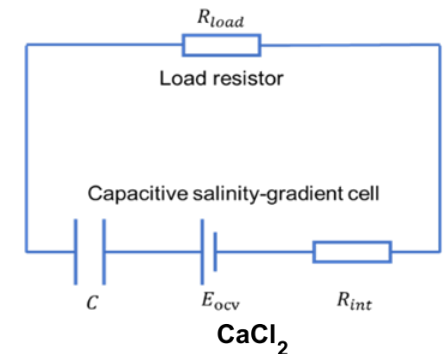 R_load
Load resistor
Capacitive salinity-gradient cell
C E_ocv R_int
CaCl₂